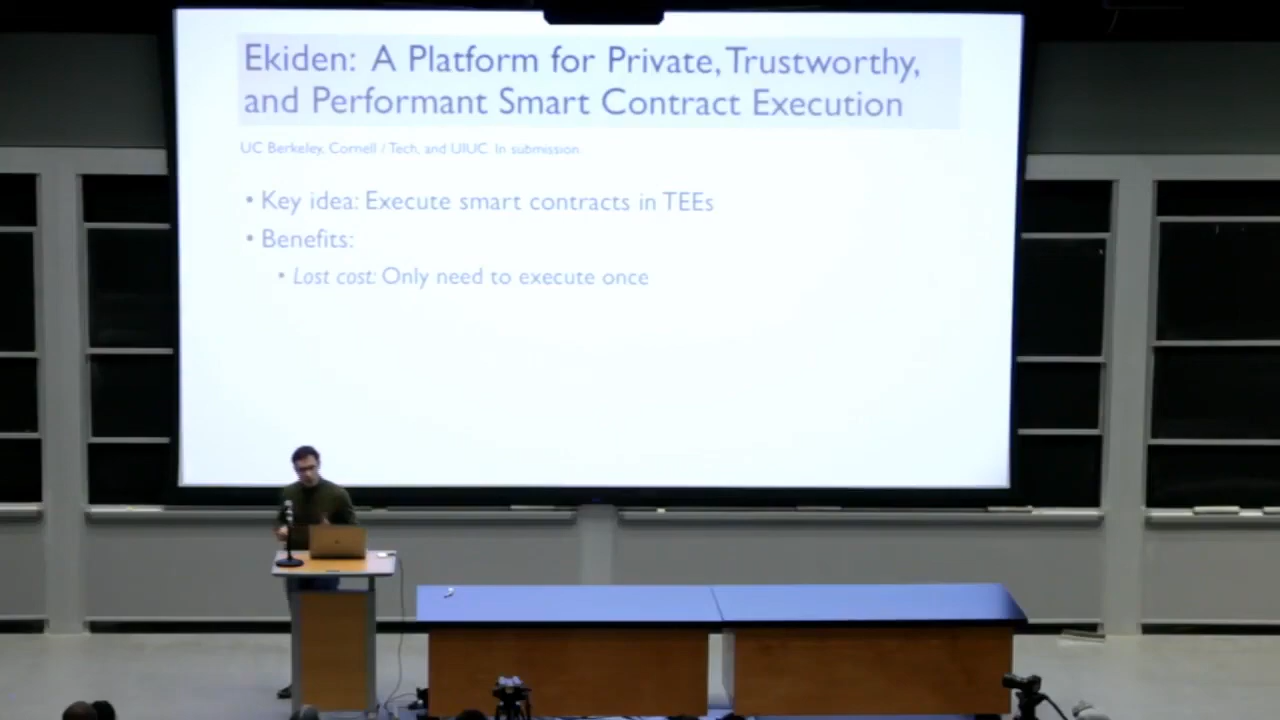 Ekiden: A Platform for Private, Trustworthy,
and Performant Smart Contract Execution
UC Berkeley, Cornell / Tech, and UIUC. In submission.
• Key idea: Execute smart contracts in TEEs
• Benefits:
• Lost cost: Only need to execute once